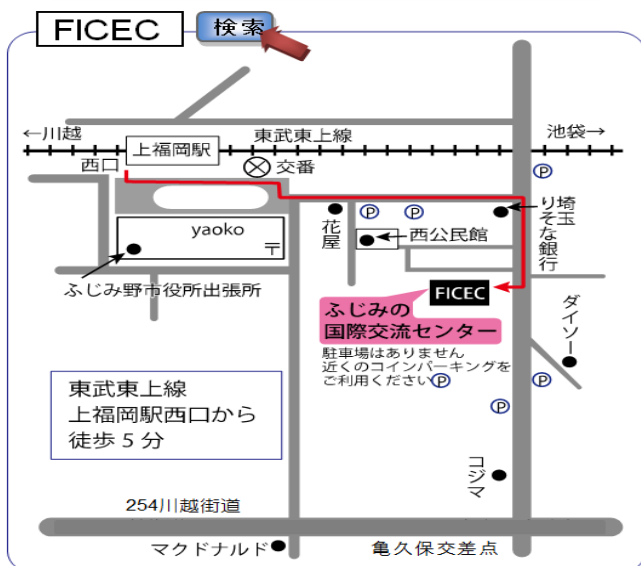 FICEC
検索
←川越
東武東上線
池袋→
上福岡駅
西口
交番
yaoko
〒
花屋
P
P
P
西公民館
埼玉
りそな銀行
ふじみ野市役所出張所
FICEC
ふじみの
国際交流センター
駐車場はありません
近くのコインパーキングを
ご利用ください
P
P
P
ダイソー
東武東上線
上福岡駅西口から
徒歩5分
コジマ
254川越街道
マクドナルド
亀久保交差点